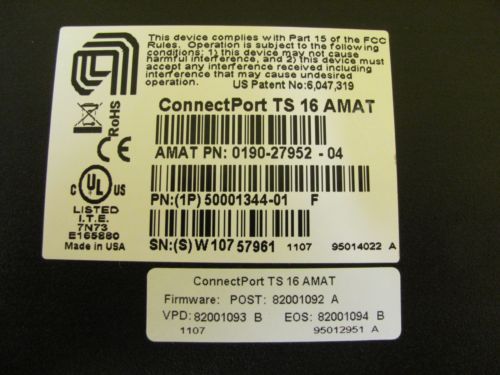 This device complies with Part 15 of the FCC
Rules. Operation is subject to the following
conditions: 1) this device may not cause
harmful interference, and 2) this device must
accept any interference received including
interference that may cause undesired
operation.
US Patent No:6,047,319
ConnectPort TS 16 AMAT
RoHS
AMAT PN: 0190-27952 - 04
CE
C UL US
LISTED
I.T.E.
7N73
E165880
Made in USA
PN:(1P) 50001344-01 F
SN:(S) W107 57961 1107 95014022 A
ConnectPort TS 16 AMAT
Firmware: POST: 82001092 A
VPD: 82001093 B EOS: 82001094 B
1107 95012951 A